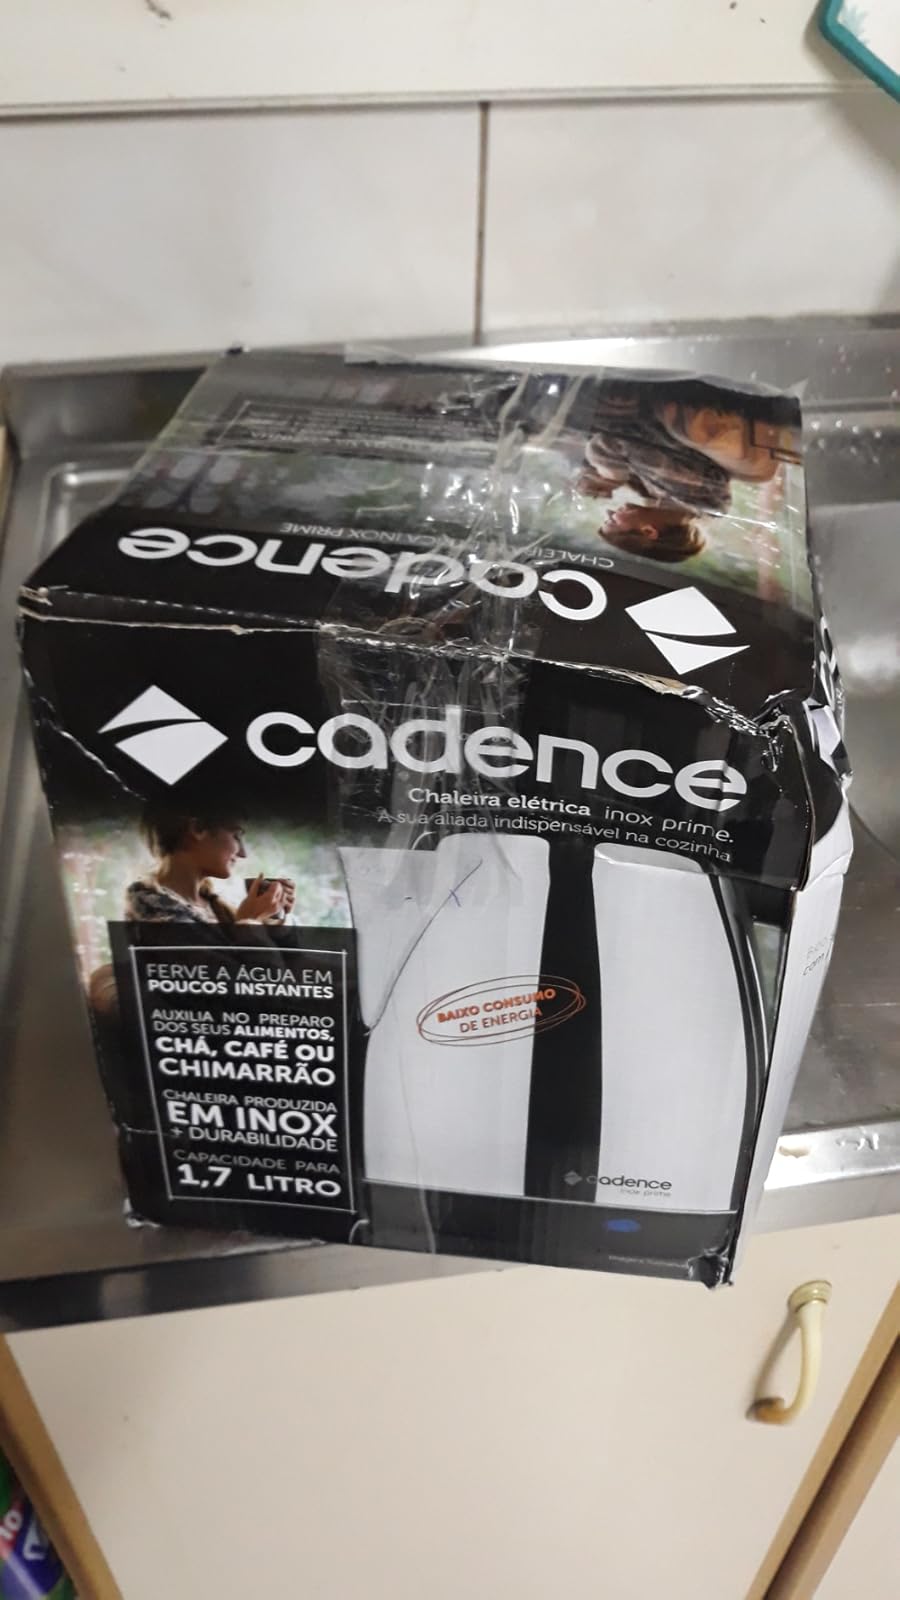 CHALEIRA ELÉTRICA INOX PRIME
cadence
cadence
Chaleira elétrica inox prime.
A sua aliada indispensável na cozinha
FERVE A ÁGUA EM
POUCOS INSTANTES
AUXILIA NO PREPARO
DOS SEUS ALIMENTOS,
CHÁ, CAFÉ OU
CHIMARRÃO
CHALEIRA PRODUZIDA
EM INOX
+ DURABILIDADE
CAPACIDADE PARA
1,7 LITRO
BAIXO CONSUMO
DE ENERGIA
cadence
inox prime